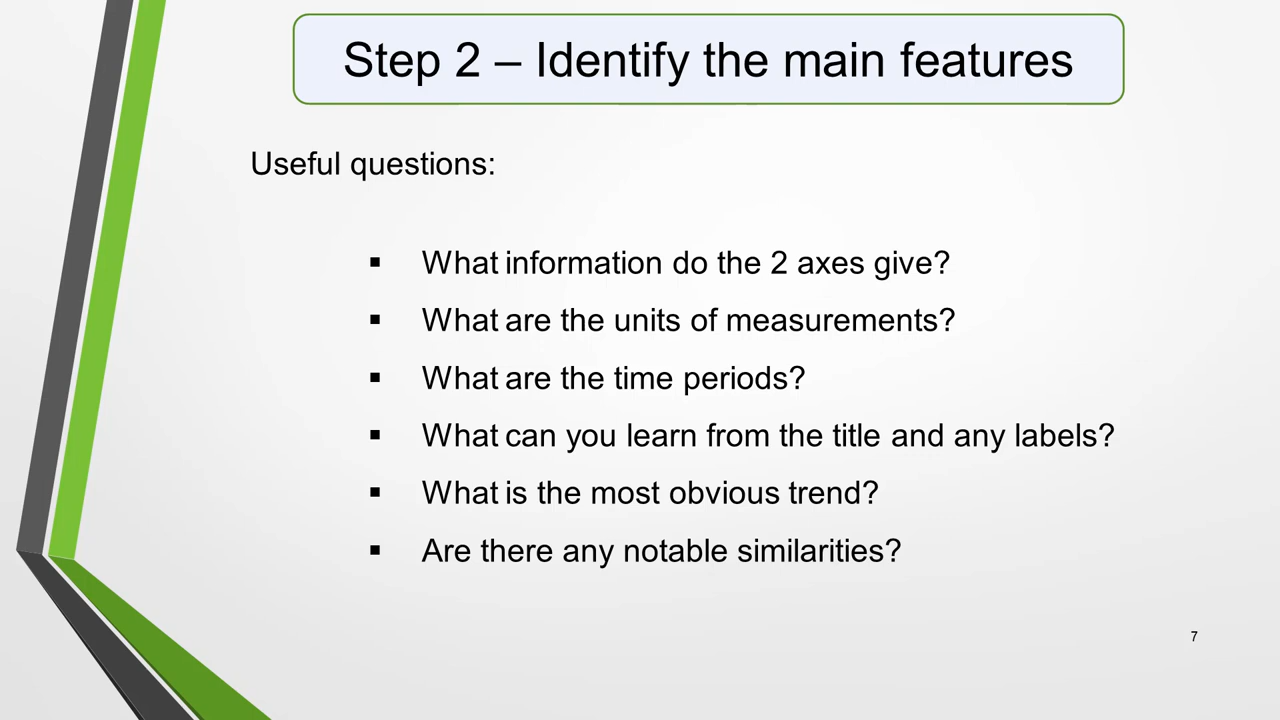 Step 2 – Identify the main features
Useful questions:
▪ What information do the 2 axes give?
▪ What are the units of measurements?
▪ What are the time periods?
▪ What can you learn from the title and any labels?
▪ What is the most obvious trend?
▪ Are there any notable similarities?
7